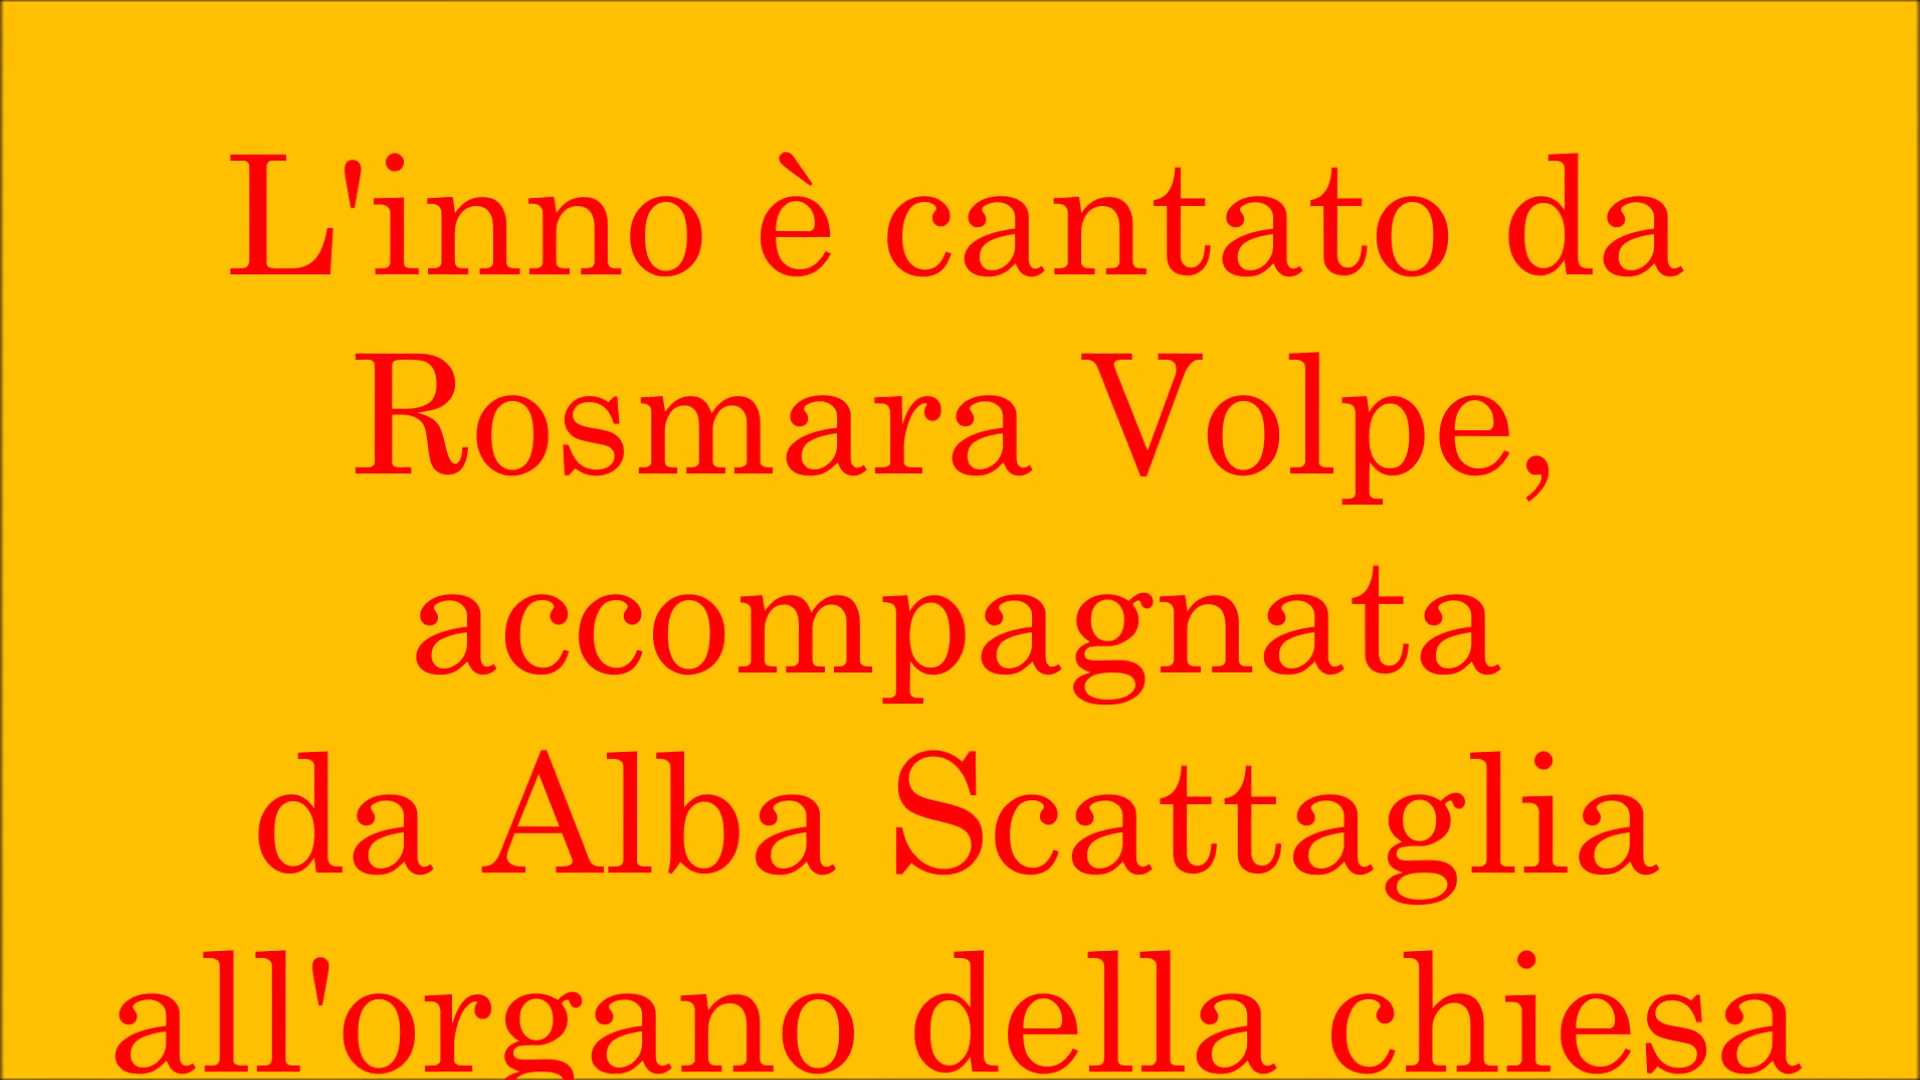 L'inno è cantato da
Rosmara Volpe,
accompagnata
da Alba Scattaglia
all'organo della chiesa